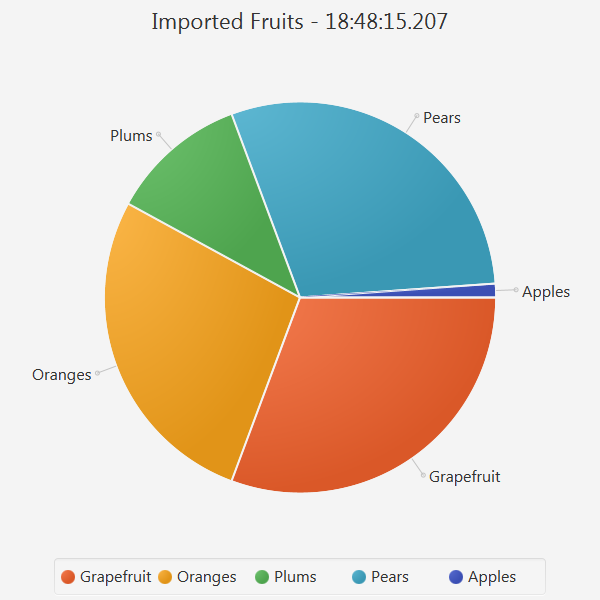 Imported Fruits - 18:48:15.207
Pears
Plums
Apples
Oranges
Grapefruit
Grapefruit Oranges Plums Pears Apples